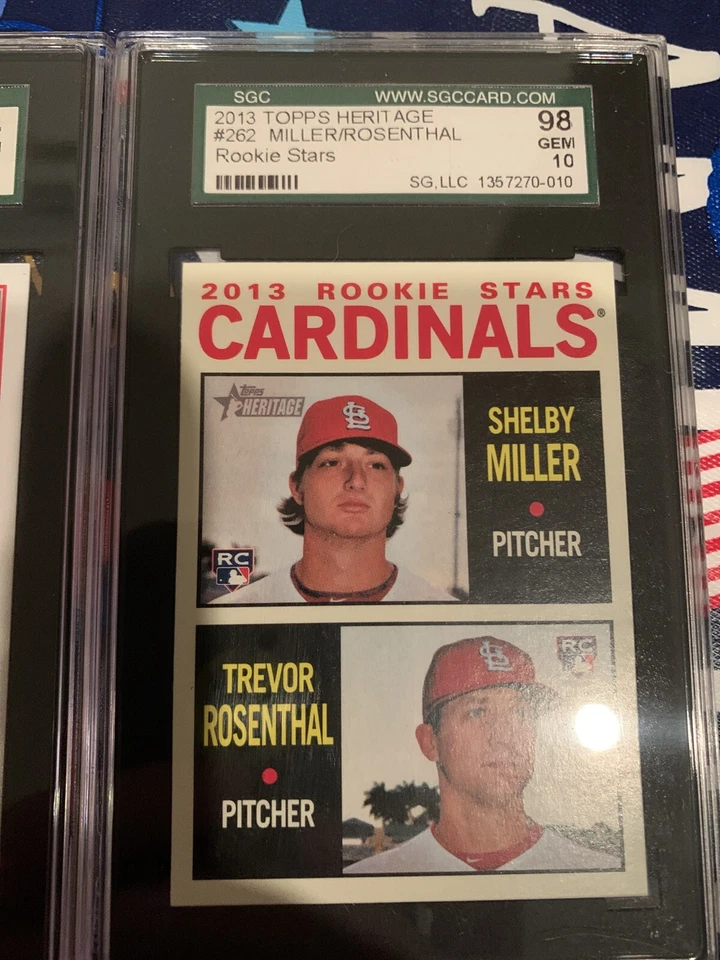 SGC WWW.SGCCARD.COM
2013 TOPPS HERITAGE 98
#262 MILLER/ROSENTHAL GEM
Rookie Stars 10
SG, LLC 1357270-010
2013 ROOKIE STARS
CARDINALS®
Topps
HERITAGE
SHELBY
MILLER
PITCHER
RC
TREVOR
ROSENTHAL
PITCHER
RC